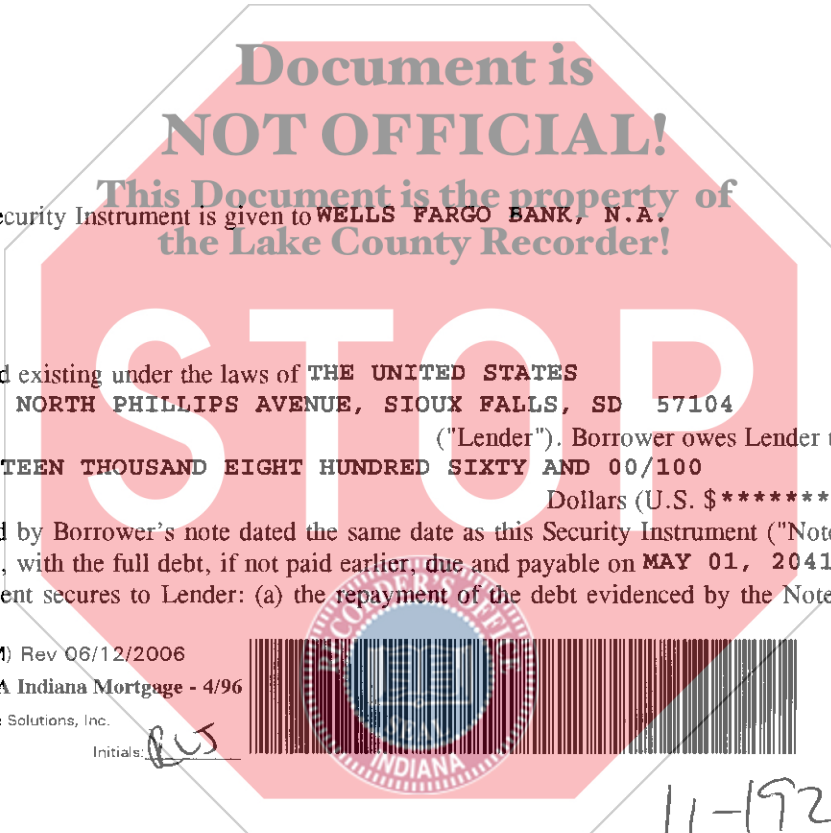 Document is
NOT OFFICIAL!
This Document is the property of
the Lake County Recorder!
ecurity Instrument is given to WELLS FARGO BANK, N.A.
STOP
d existing under the laws of THE UNITED STATES
NORTH PHILLIPS AVENUE, SIOUX FALLS, SD 57104
("Lender"). Borrower owes Lender t
TEEN THOUSAND EIGHT HUNDRED SIXTY AND 00/100
Dollars (U.S. $********
d by Borrower's note dated the same date as this Security Instrument ("Note
, with the full debt, if not paid earlier, due and payable on MAY 01, 2041
ent secures to Lender: (a) the repayment of the debt evidenced by the Note
RECORDER'S OFFICE
SEAL
INDIANA
M) Rev 06/12/2006
A Indiana Mortgage - 4/96
e Solutions, Inc.
Initials:
11-192